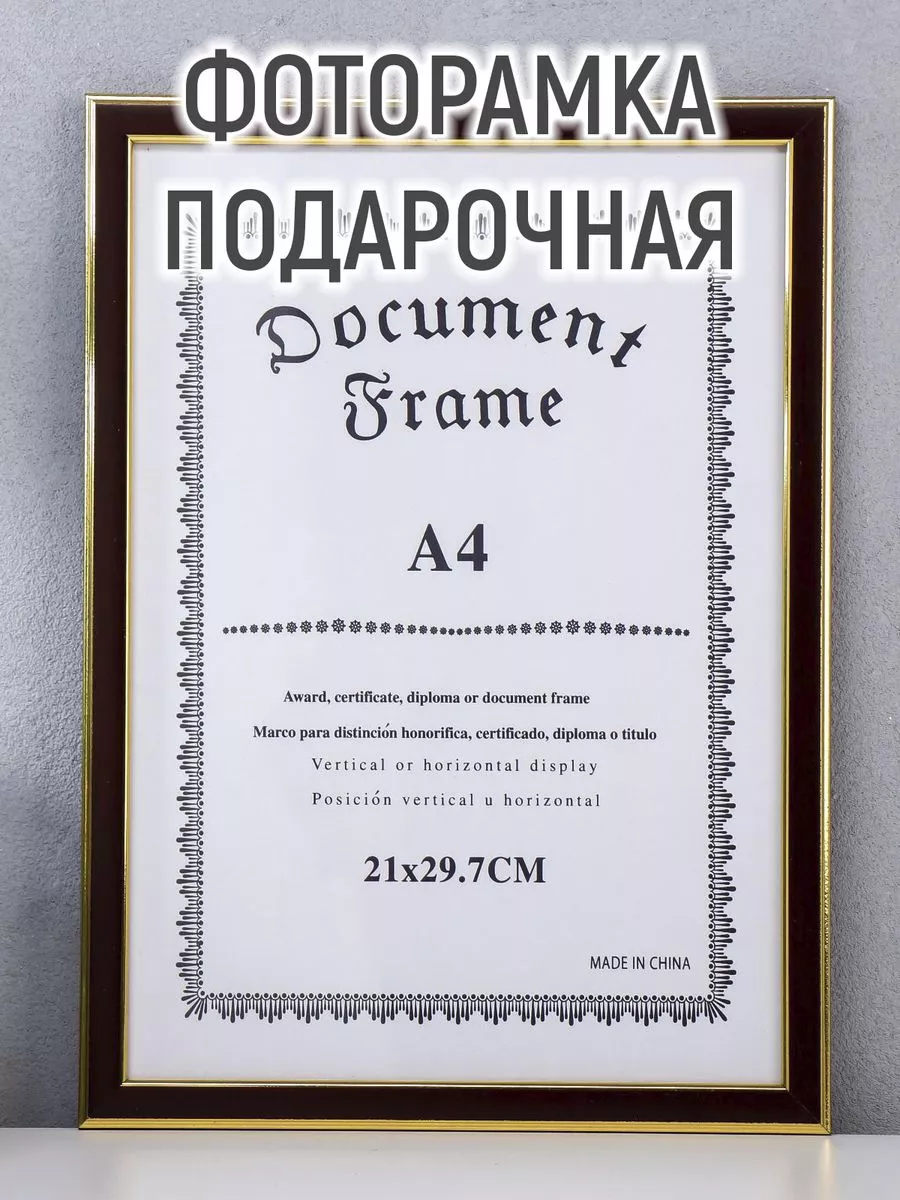 ФОТОРАМКА
ПОДАРОЧНАЯ
Document
Frame
A4
Award, certificate, diploma or document frame
Marco para distinción honorifica, certificado, diploma o titulo
Vertical or horizontal display
Posición vertical u horizontal
21x29.7CM
MADE IN CHINA